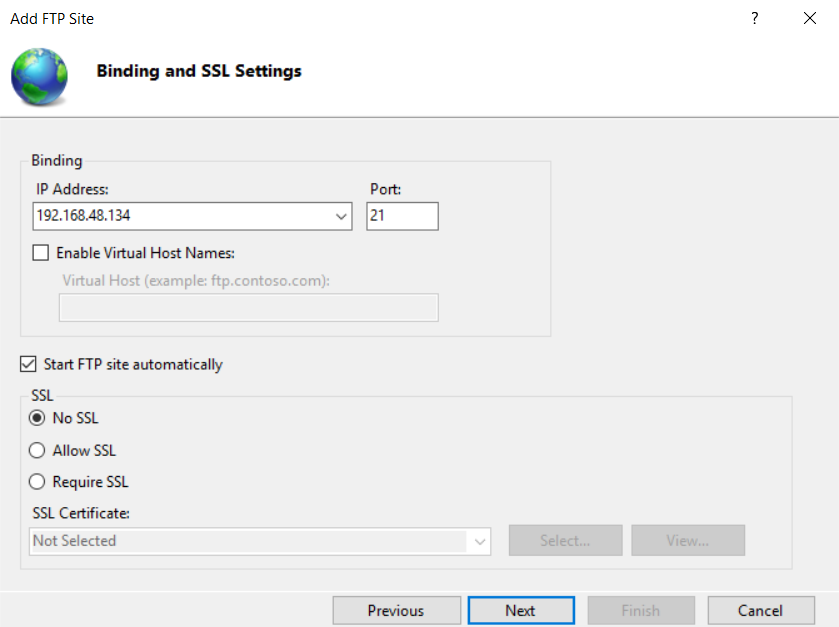 Add FTP Site
?
Binding and SSL Settings
Binding
IP Address: Port:
192.168.48.134 21
Enable Virtual Host Names:
Virtual Host (example: ftp.contoso.com):
Start FTP site automatically
SSL
No SSL
Allow SSL
Require SSL
SSL Certificate:
Not Selected Select... View...
Previous Next Finish Cancel